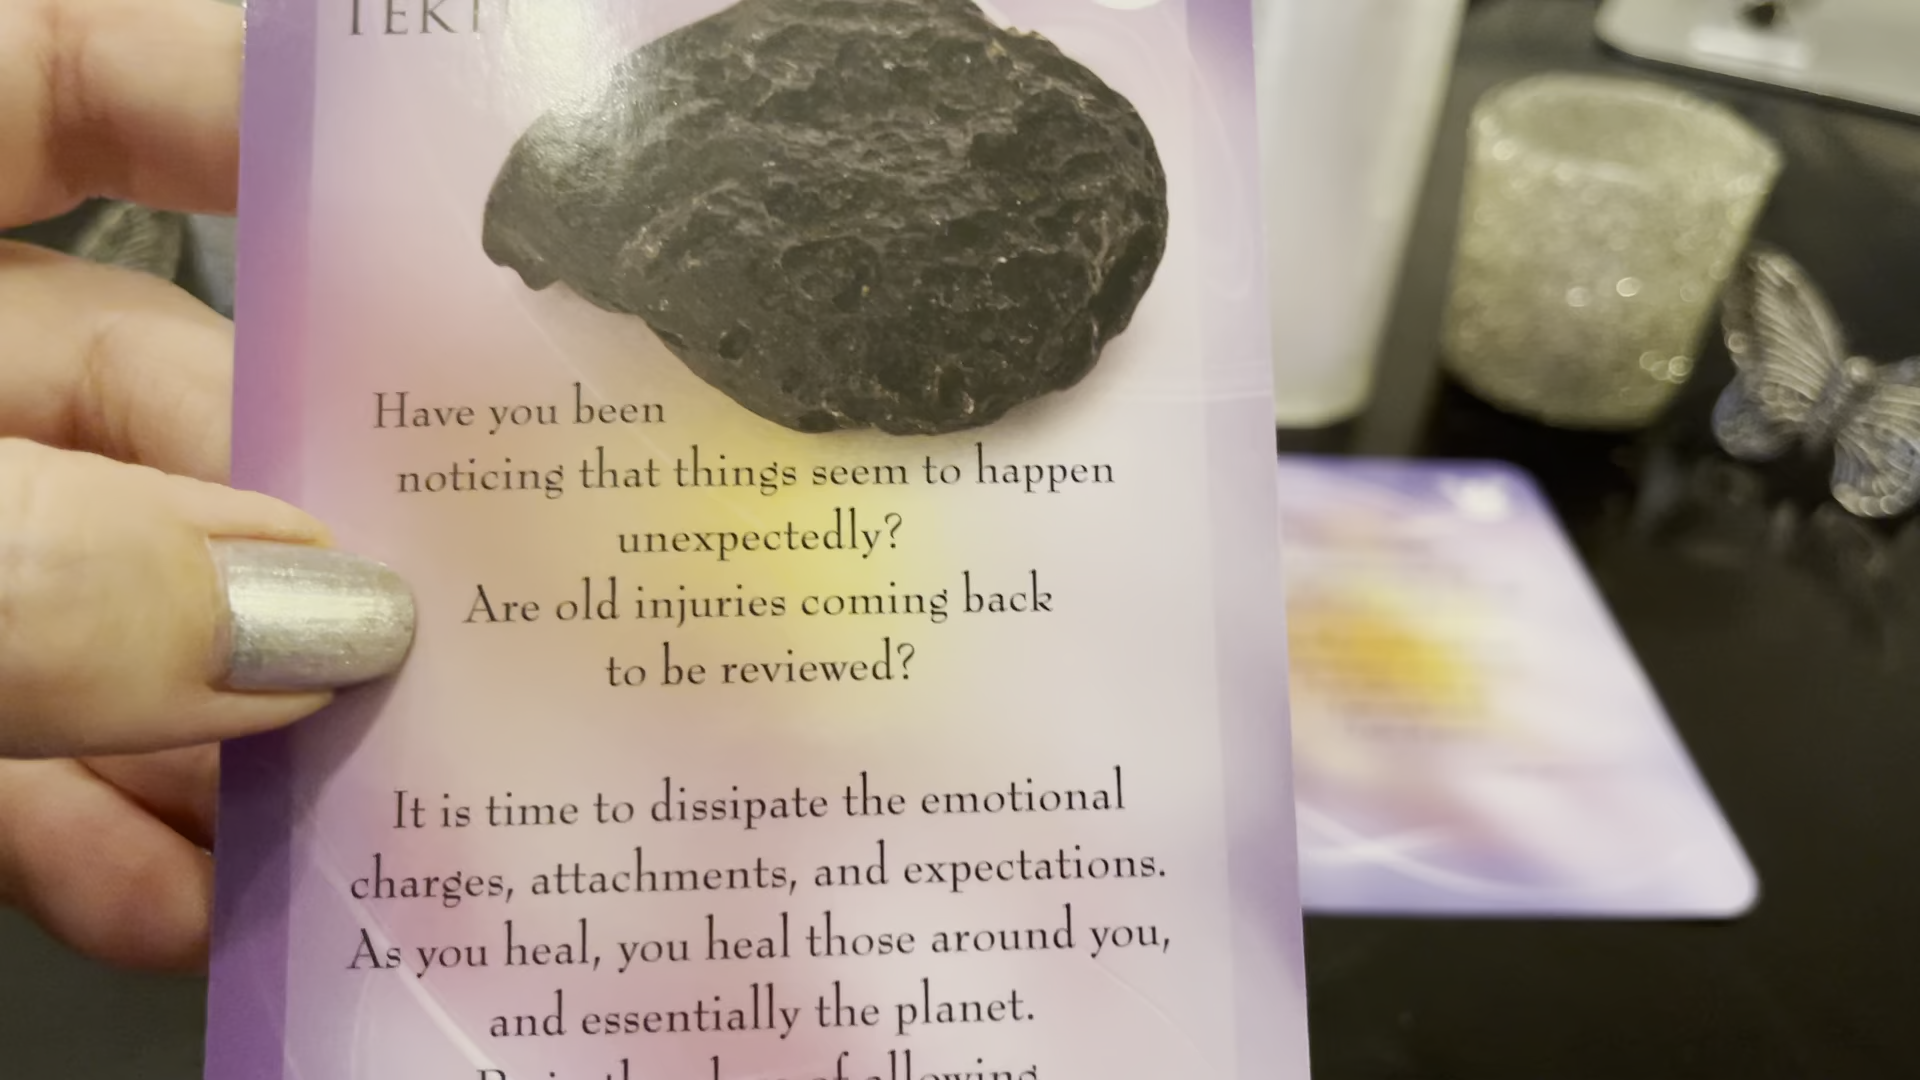 Have you been
noticing that things seem to happen
unexpectedly?
Are old injuries coming back
to be reviewed?
It is time to dissipate the emotional
charges, attachments, and expectations.
As you heal, you heal those around you,
and essentially the planet.
of allowing